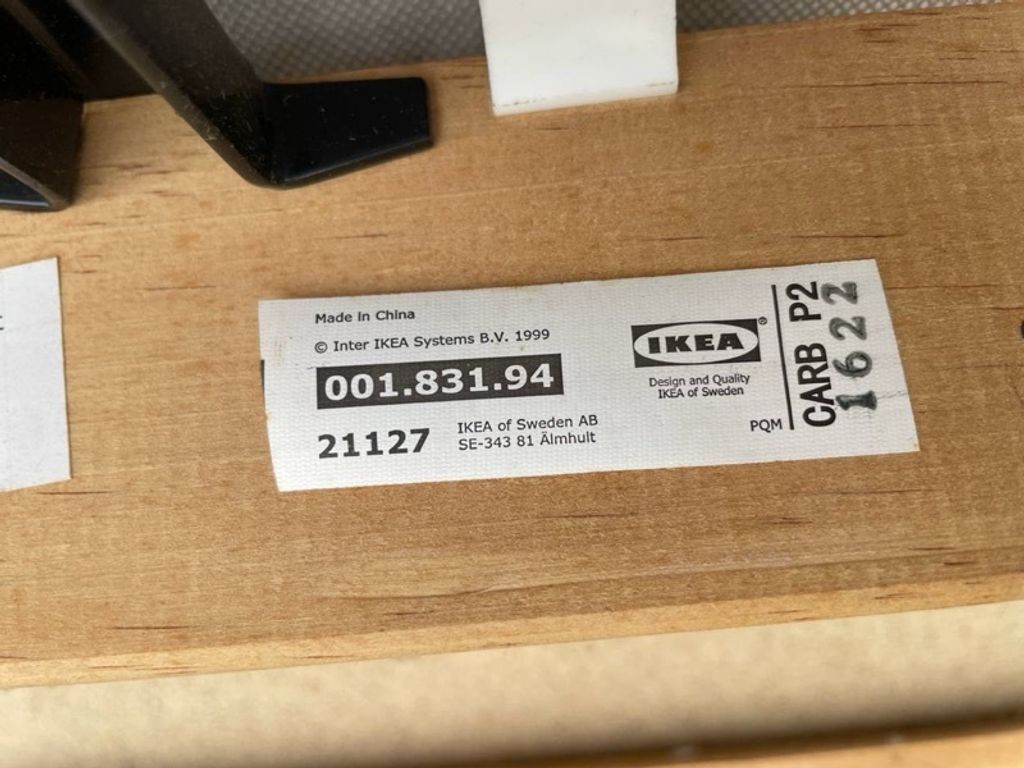 Made in China
© Inter IKEA Systems B.V. 1999
001.831.94
21127
IKEA of Sweden AB
SE-343 81 Älmhult
IKEA®
Design and Quality
IKEA of Sweden
PQM
CARB P2
1622